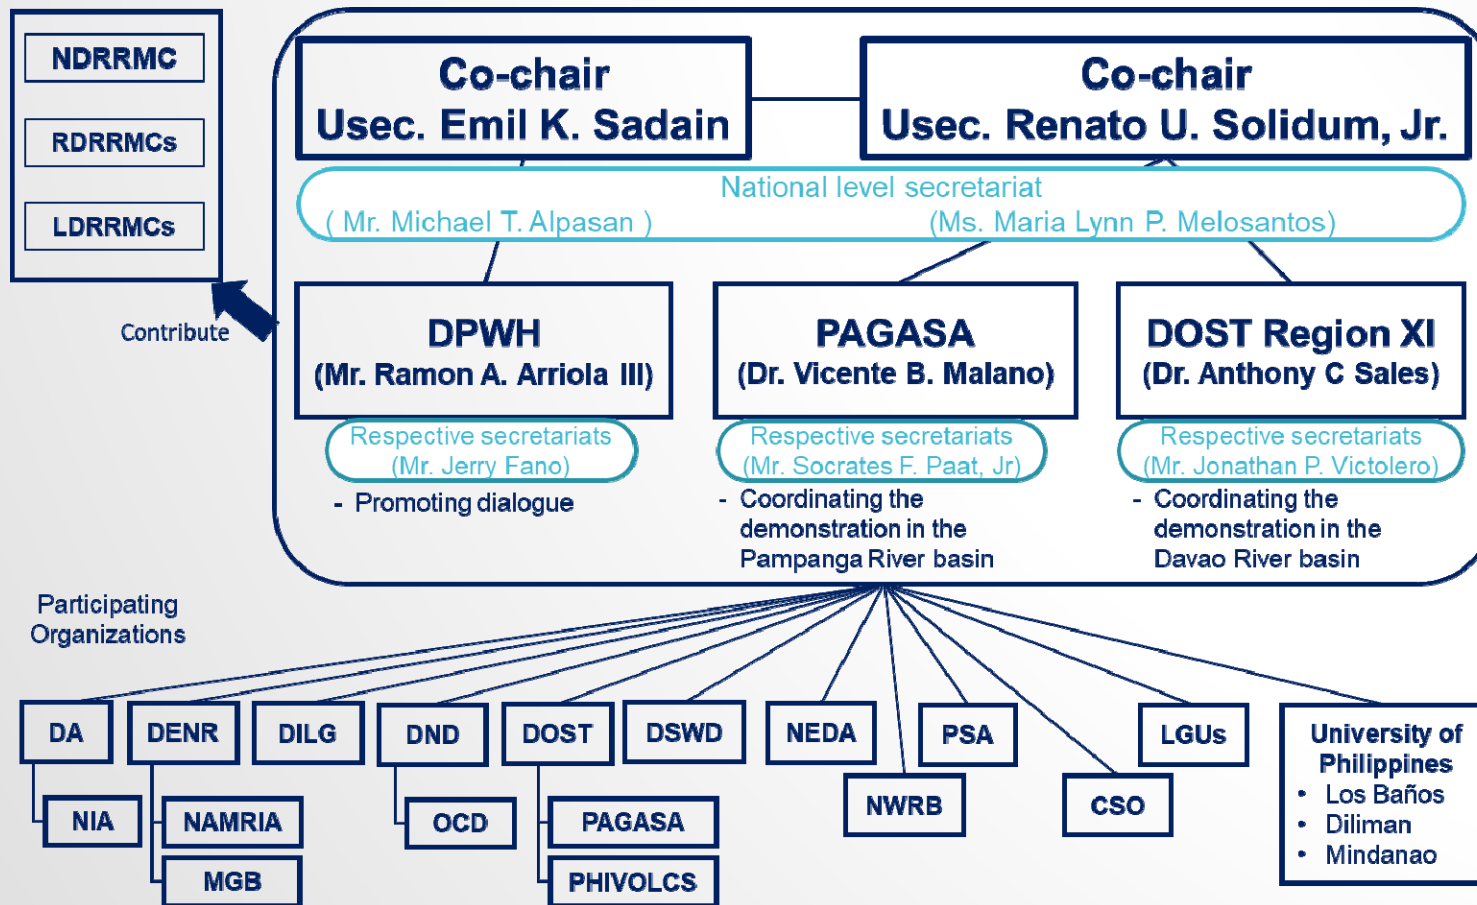 NDRRMC
RDRRMCs
LDRRMCs
Contribute
Co-chair
Usec. Emil K. Sadain
Co-chair
Usec. Renato U. Solidum, Jr.
National level secretariat
( Mr. Michael T. Alpasan )
(Ms. Maria Lynn P. Melosantos)
DPWH
(Mr. Ramon A. Arriola III)
Respective secretariats
(Mr. Jerry Fano)
- Promoting dialogue
PAGASA
(Dr. Vicente B. Malano)
Respective secretariats
(Mr. Socrates F. Paat, Jr)
- Coordinating the
demonstration in the
Pampanga River basin
DOST Region XI
(Dr. Anthony C Sales)
Respective secretariats
(Mr. Jonathan P. Victolero)
- Coordinating the
demonstration in the
Davao River basin
Participating
Organizations
DA
NIA
DENR
NAMRIA
MGB
DILG
DND
OCD
DOST
PAGASA
PHIVOLCS
DSWD
NEDA
NWRB
PSA
CSO
LGUs
University of
Philippines
• Los Baños
• Diliman
• Mindanao